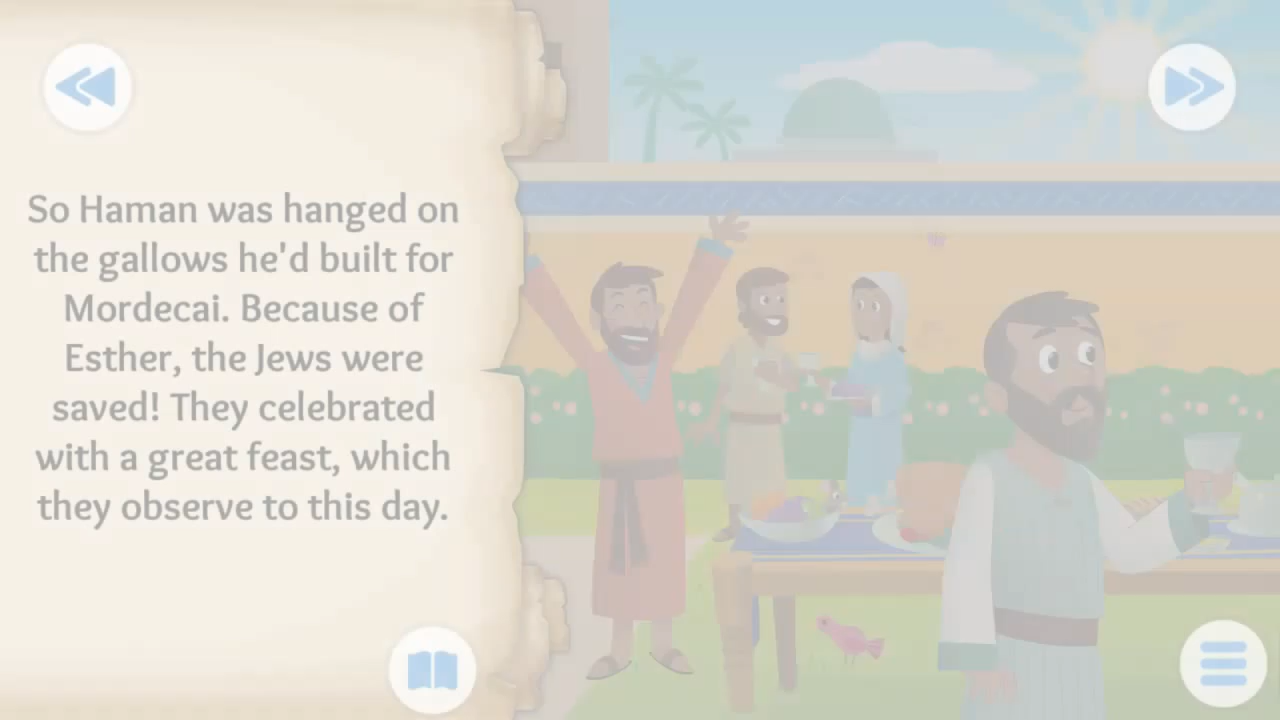 So Haman was hanged on
the gallows he'd built for
Mordecai. Because of
Esther, the Jews were
saved! They celebrated
with a great feast, which
they observe to this day.